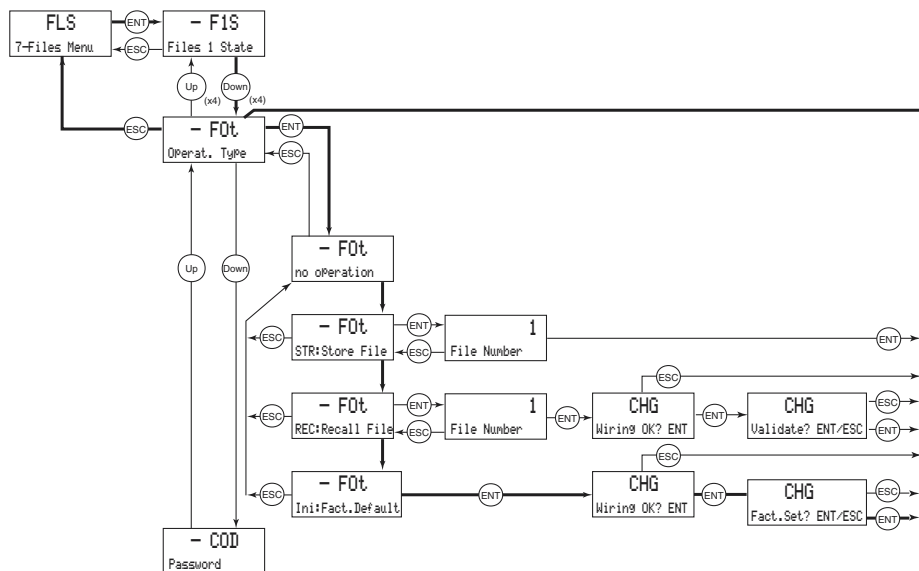 FLS
7-Files Menu
ENT
ESC
- F1S
Files 1 State
Up
(x4)
Down
(x4)
ESC
- FOt
Operat. Type
ENT
ESC
Up
Down
- FOt
no operation
ESC
- FOt
STR:Store File
ENT
ESC
1
File Number
ENT
ESC
ESC
- FOt
REC:Recall File
ENT
ESC
1
File Number
ENT
CHG
Wiring OK? ENT
ENT
CHG
Validate? ENT/ESC
ESC
ENT
ESC
ESC
- FOt
Ini:Fact.Default
ENT
CHG
Wiring OK? ENT
ENT
CHG
Fact.Set? ENT/ESC
ESC
ENT
- COD
Password